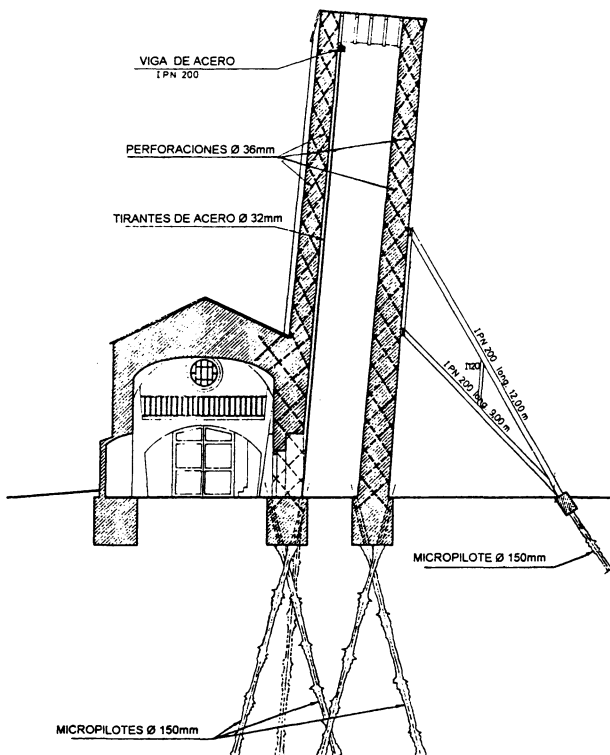 VIGA DE ACERO
IPN 200
PERFORACIONES Ø 36mm
TIRANTES DE ACERO Ø 32mm
IPN 200 long. 12,00 m
IPN 200 long. 9,00 m
MICROPILOTE Ø 150mm
MICROPILOTES Ø 150mm